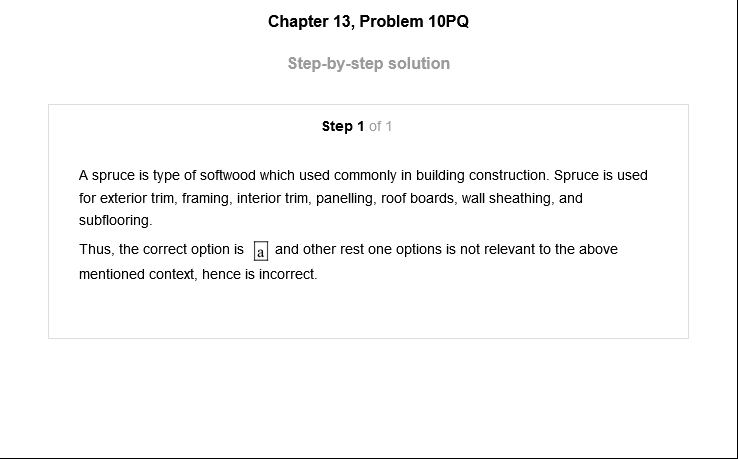 Chapter 13, Problem 10PQ
Step-by-step solution
Step 1 of 1
A spruce is type of softwood which used commonly in building construction. Spruce is used
for exterior trim, framing, interior trim, panelling, roof boards, wall sheathing, and
subflooring.
Thus, the correct option is a and other rest one options is not relevant to the above
mentioned context, hence is incorrect.